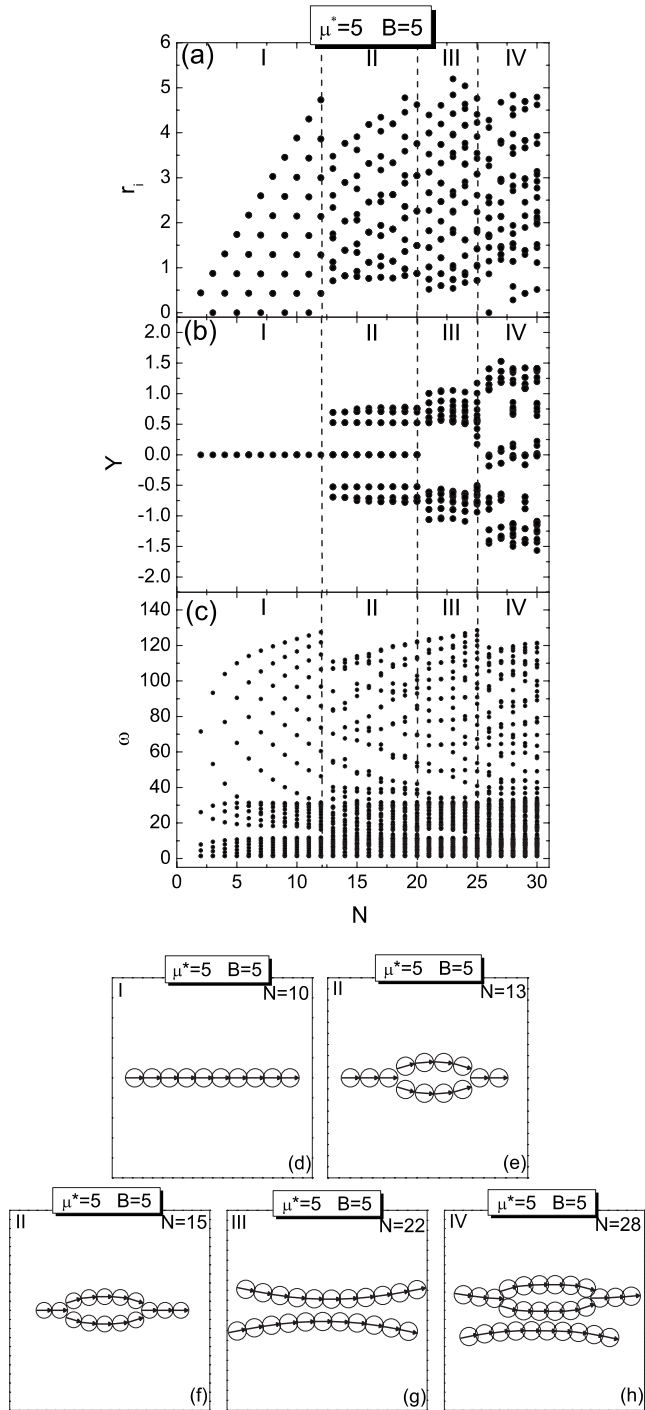 μ*=5 B=5
(a) I II III IV
6
5
4
3
2
1
0
r_i
(b) I II III IV
2.0
1.5
1.0
0.5
0.0
-0.5
-1.0
-1.5
-2.0
Y
(c) I II III IV
140
120
100
80
60
40
20
0
ω
0 5 10 15 20 25 30
N
μ*=5 B=5
I N=10
(d)
μ*=5 B=5
II N=13
(e)
μ*=5 B=5
II N=15
(f)
μ*=5 B=5
III N=22
(g)
μ*=5 B=5
IV N=28
(h)